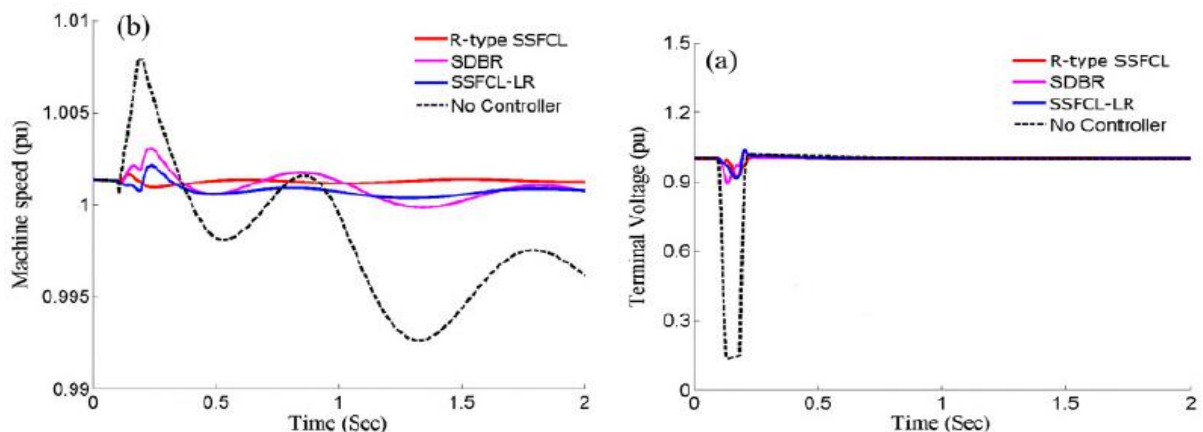 (b)
R-type SSFCL
SDBR
SSFCL-LR
No Controller
Machine speed (pu)
1.01
1.005
1
0.995
0.99
0
0.5
1
1.5
2
Time (Sec)
(a)
R-type SSFCL
SDBR
SSFCL-LR
No Controller
Terminal Voltage (pu)
1.5
1.2
0.9
0.6
0.3
0
0
0.5
1
1.5
2
Time (Sec)